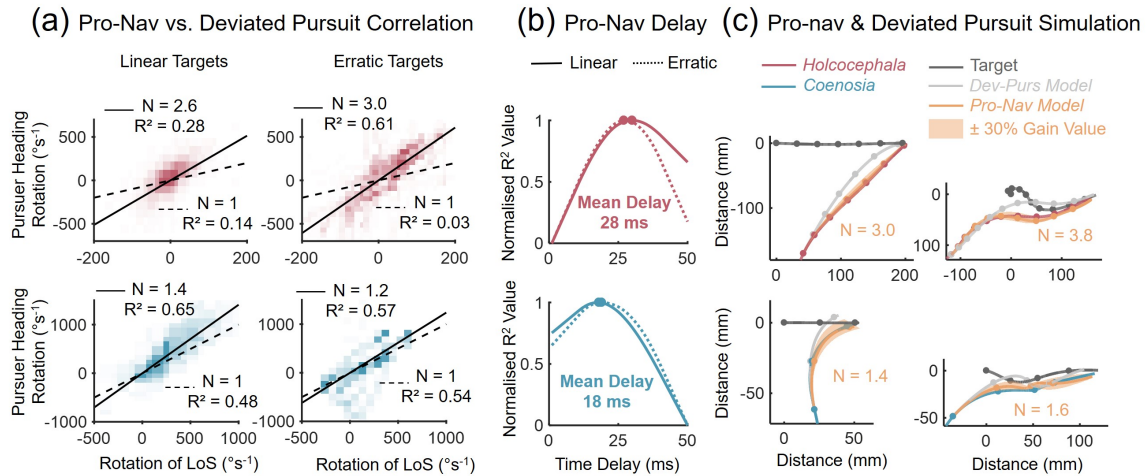 (a) Pro-Nav vs. Deviated Pursuit Correlation
Linear Targets
Erratic Targets
N = 2.6
R² = 0.28
N = 1
R² = 0.14
N = 3.0
R² = 0.61
N = 1
R² = 0.03
Pursuer Heading
Rotation (°s⁻¹)
500
0
-500
-200
0
200
500
0
-500
-200
0
200
N = 1.4
R² = 0.65
N = 1
R² = 0.48
N = 1.2
R² = 0.57
N = 1
R² = 0.54
Pursuer Heading
Rotation (°s⁻¹)
1000
0
-1000
-500
0
500
1000
1000
0
-1000
-500
0
500
1000
Rotation of LoS (°s⁻¹)
Rotation of LoS (°s⁻¹)
(b) Pro-Nav Delay
Linear
Erratic
Normalised R² Value
1
0.5
0
0
25
50
Mean Delay
28 ms
Normalised R² Value
1
0.5
0
0
25
50
Mean Delay
18 ms
Time Delay (ms)
(c) Pro-nav & Deviated Pursuit Simulation
Holcocephala
Coenosia
Target
Dev-Purs Model
Pro-Nav Model
± 30% Gain Value
Distance (mm)
0
-100
0
100
200
N = 3.0
0
100
-100
0
100
N = 3.8
Distance (mm)
0
-50
0
50
N = 1.4
Distance (mm)
0
-50
0
50
100
N = 1.6
Distance (mm)